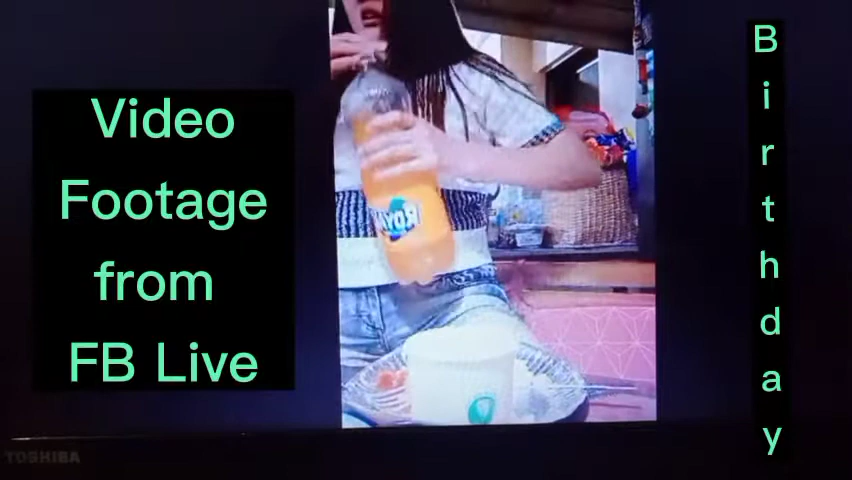 Video
Footage
from
FB Live
Birthday
ROYAL
TOSHIBA